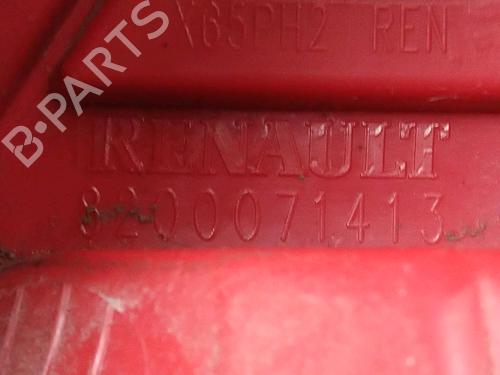 X65PH2 REN
RENAULT
8200071413
B-PARTS